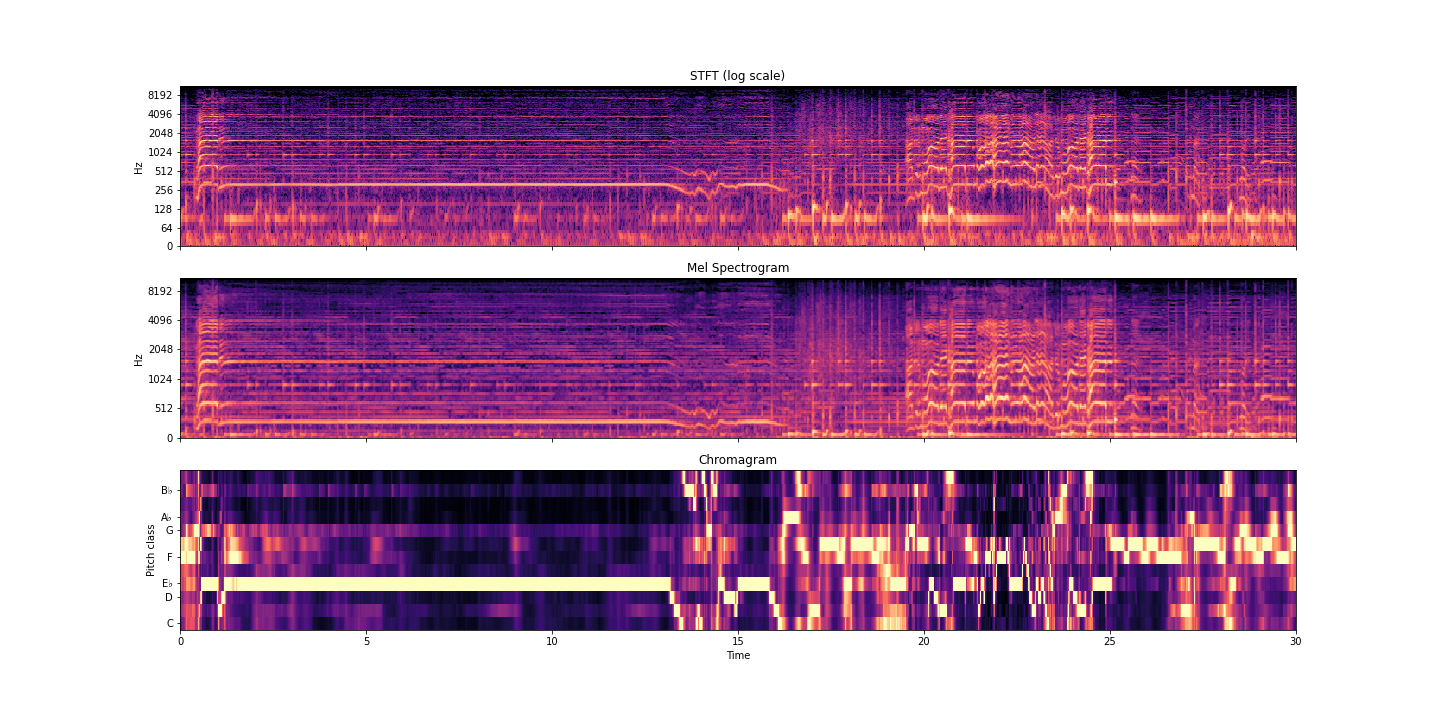 STFT (log scale)
8192
4096
2048
1024
512
256
128
64
0
Hz
Mel Spectrogram
8192
4096
2048
1024
512
0
Hz
Chromagram
B♭
A♭
G
F
E♭
D
C
Pitch class
0 5 10 15 20 25 30
Time